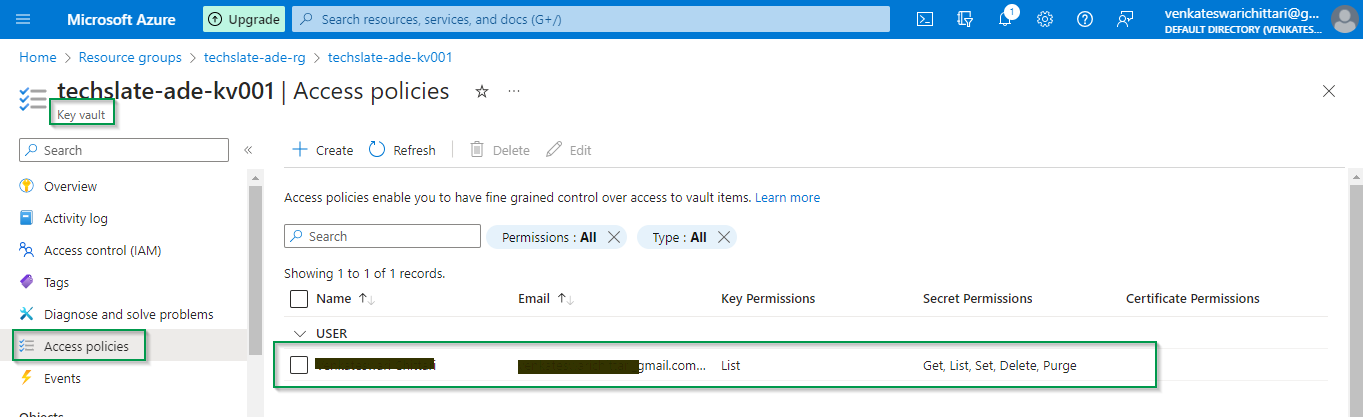 Microsoft Azure Upgrade Search resources, services, and docs (G+/) 1 venkateswarichittari@g...
DEFAULT DIRECTORY (VENKATES...
Home > Resource groups > techslate-ade-rg > techslate-ade-kv001
techslate-ade-kv001 | Access policies ...
Key vault
Search «
Create Refresh Delete Edit
Overview
Access policies enable you to have fine grained control over access to vault items. Learn more
Activity log
Search Permissions : All Type : All
Access control (IAM)
Showing 1 to 1 of 1 records.
Tags
Name Email Key Permissions Secret Permissions Certificate Permissions
Diagnose and solve problems
USER
Access policies
gmail.com... List Get, List, Set, Delete, Purge
Events
Objects